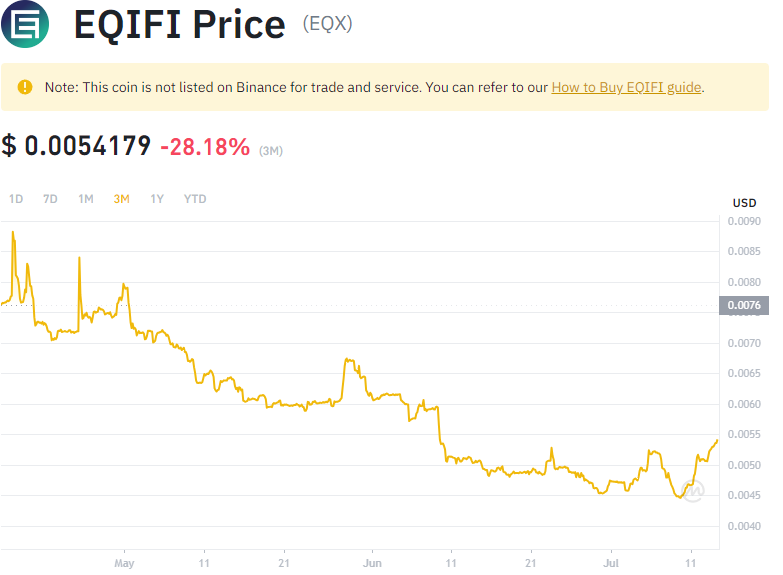 EQIFI Price (EQX)
Note: This coin is not listed on Binance for trade and service. You can refer to our How to Buy EQIFI guide.
$ 0.0054179 -28.18% (3M)
1D 7D 1M 3M 1Y YTD
USD
0.0090
0.0085
0.0080
0.0076
0.0070
0.0065
0.0060
0.0055
0.0050
0.0045
0.0040
May 11 21 Jun 11 21 Jul 11